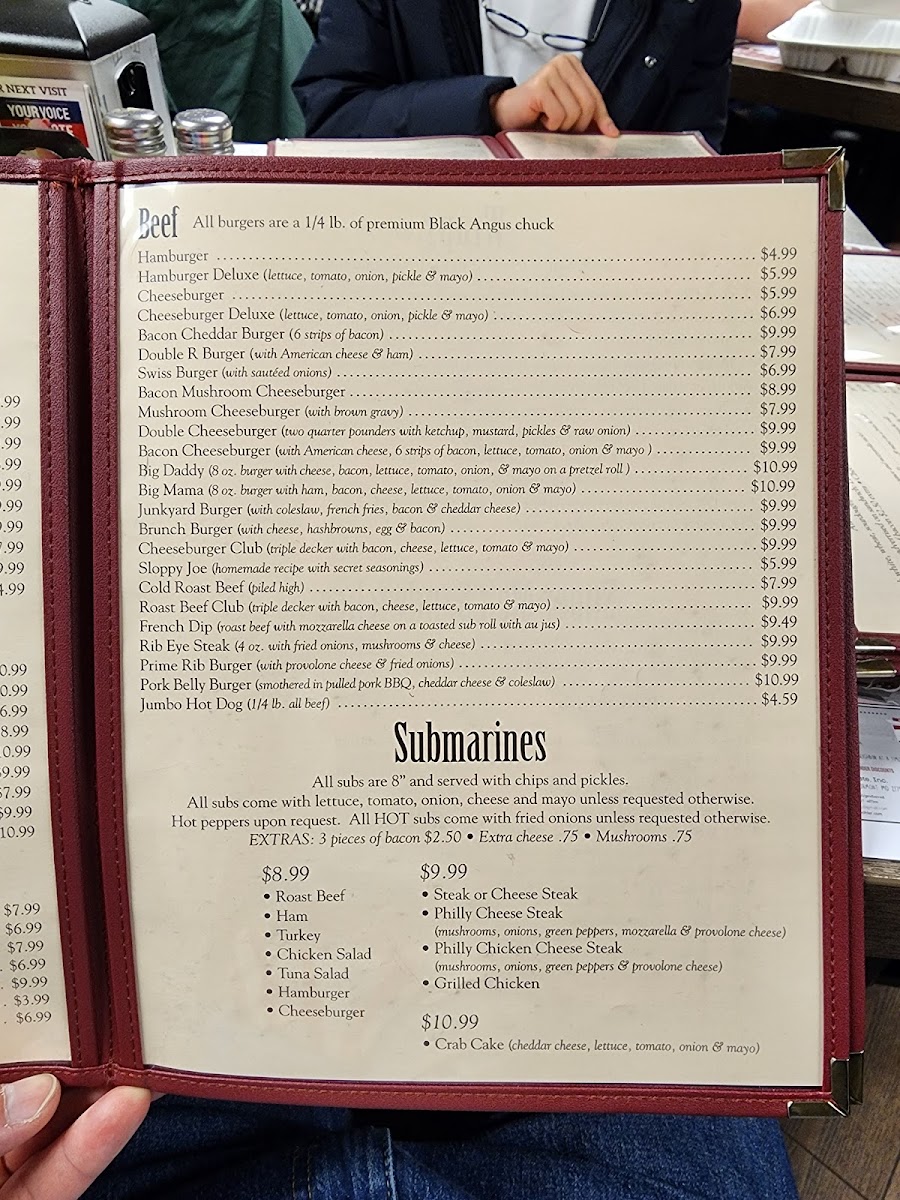 R NEXT VISIT
YOUR VOICE
Beef All burgers are a 1/4 lb. of premium Black Angus chuck
Hamburger $4.99
Hamburger Deluxe (lettuce, tomato, onion, pickle & mayo) $5.99
Cheeseburger $5.99
Cheeseburger Deluxe (lettuce, tomato, onion, pickle & mayo) $6.99
Bacon Cheddar Burger (6 strips of bacon) $9.99
Double R Burger (with American cheese & ham) $7.99
Swiss Burger (with sautéed onions) $6.99
Bacon Mushroom Cheeseburger $8.99
Mushroom Cheeseburger (with brown gravy) $7.99
Double Cheeseburger (two quarter pounders with ketchup, mustard, pickles & raw onion) $9.99
Bacon Cheeseburger (with American cheese, 6 strips of bacon, lettuce, tomato, onion & mayo ) $9.99
Big Daddy (8 oz. burger with cheese, bacon, lettuce, tomato, onion, & mayo on a pretzel roll ) $10.99
Big Mama (8 oz. burger with ham, bacon, cheese, lettuce, tomato, onion & mayo) $10.99
Junkyard Burger (with coleslaw, french fries, bacon & cheddar cheese) $9.99
Brunch Burger (with cheese, hashbrowns, egg & bacon) $9.99
Cheeseburger Club (triple decker with bacon, cheese, lettuce, tomato & mayo) $9.99
Sloppy Joe (homemade recipe with secret seasonings) $5.99
Cold Roast Beef (piled high) $7.99
Roast Beef Club (triple decker with bacon, cheese, lettuce, tomato & mayo) $9.99
French Dip (roast beef with mozzarella cheese on a toasted sub roll with au jus) $9.49
Rib Eye Steak (4 oz. with fried onions, mushrooms & cheese) $9.99
Prime Rib Burger (with provolone cheese & fried onions) $9.99
Pork Belly Burger (smothered in pulled pork BBQ, cheddar cheese & coleslaw) $10.99
Jumbo Hot Dog (1/4 lb. all beef) $4.59
Submarines
All subs are 8” and served with chips and pickles.
All subs come with lettuce, tomato, onion, cheese and mayo unless requested otherwise.
Hot peppers upon request. All HOT subs come with fried onions unless requested otherwise.
EXTRAS: 3 pieces of bacon $2.50 • Extra cheese .75 • Mushrooms .75
$8.99
• Roast Beef
• Ham
• Turkey
• Chicken Salad
• Tuna Salad
• Hamburger
• Cheeseburger
$9.99
• Steak or Cheese Steak
• Philly Cheese Steak
(mushrooms, onions, green peppers, mozzarella & provolone cheese)
• Philly Chicken Cheese Steak
(mushrooms, onions, green peppers & provolone cheese)
• Grilled Chicken
$10.99
• Crab Cake (cheddar cheese, lettuce, tomato, onion & mayo)
$7.99
$6.99
$7.99
$6.99
$9.99
$3.99
$6.99